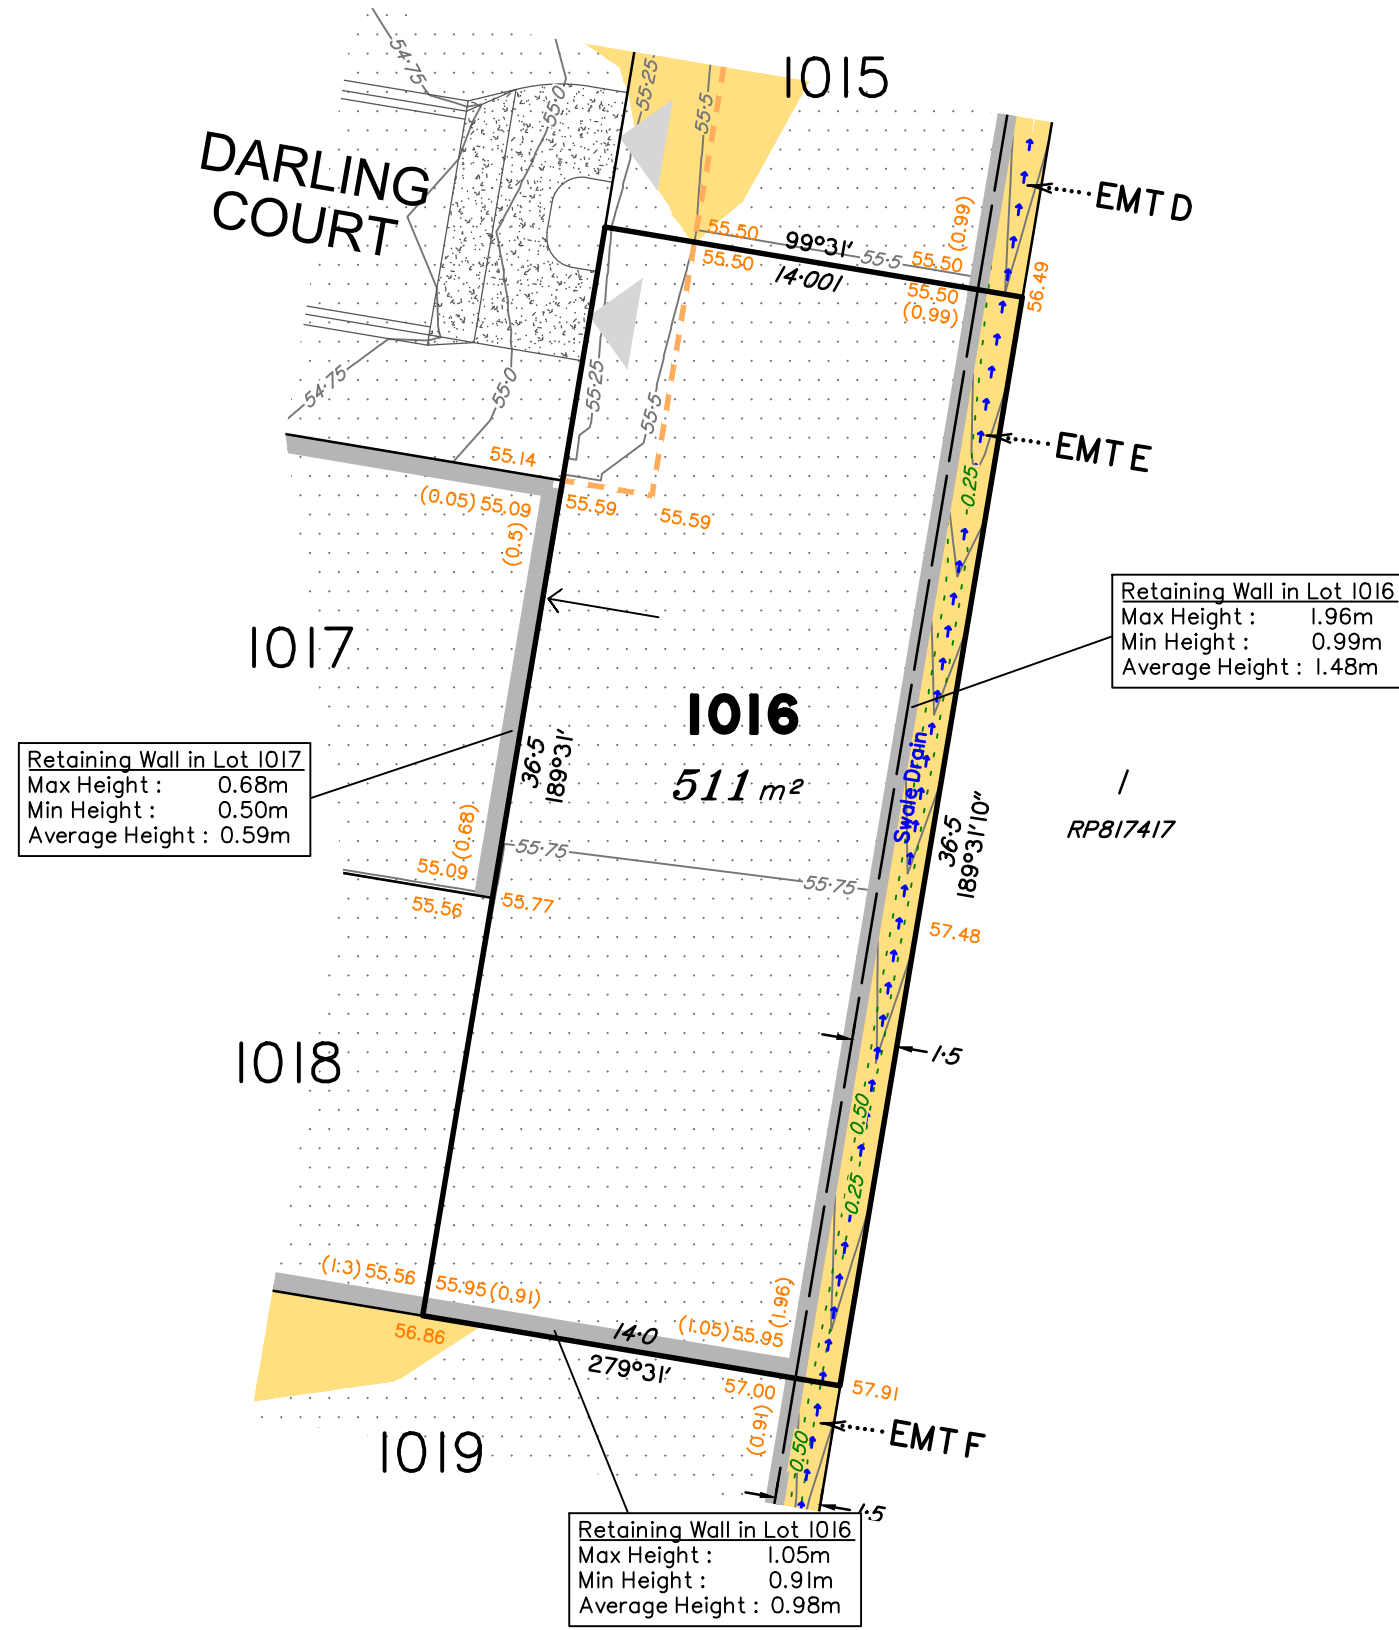 1015
54·75
55·0
55·25
55·5
DARLING
COURT
EMT D
(0.99)
55.50
99°31'
55·5
55.50
55.50
14·001
55.50
(0.99)
56.49
54·75
55·0
55·25
55·5
EMT E
55.14
(0.05) 55.09
(0.5)
55.59
55.59
0.25
1017
Retaining Wall in Lot 1016
Max Height : 1.96m
Min Height : 0.99m
Average Height : 1.48m
1016
511 m²
36·5
189°31'
Retaining Wall in Lot 1017
Max Height : 0.68m
Min Height : 0.50m
Average Height : 0.59m
Swale Drain
1
RP817417
36·5
189°31'10"
(0.68)
55.09
55.56
55.77
55·75
55·75
57.48
1018
1·5
0.50
0.25
(1.3) 55.56
55.95 (0.91)
(1.96)
(1.05) 55.95
56.86
14·0
279°31'
57.00
57.91
(0.91)
EMT F
0.50
1019
1·5
Retaining Wall in Lot 1016
Max Height : 1.05m
Min Height : 0.91m
Average Height : 0.98m